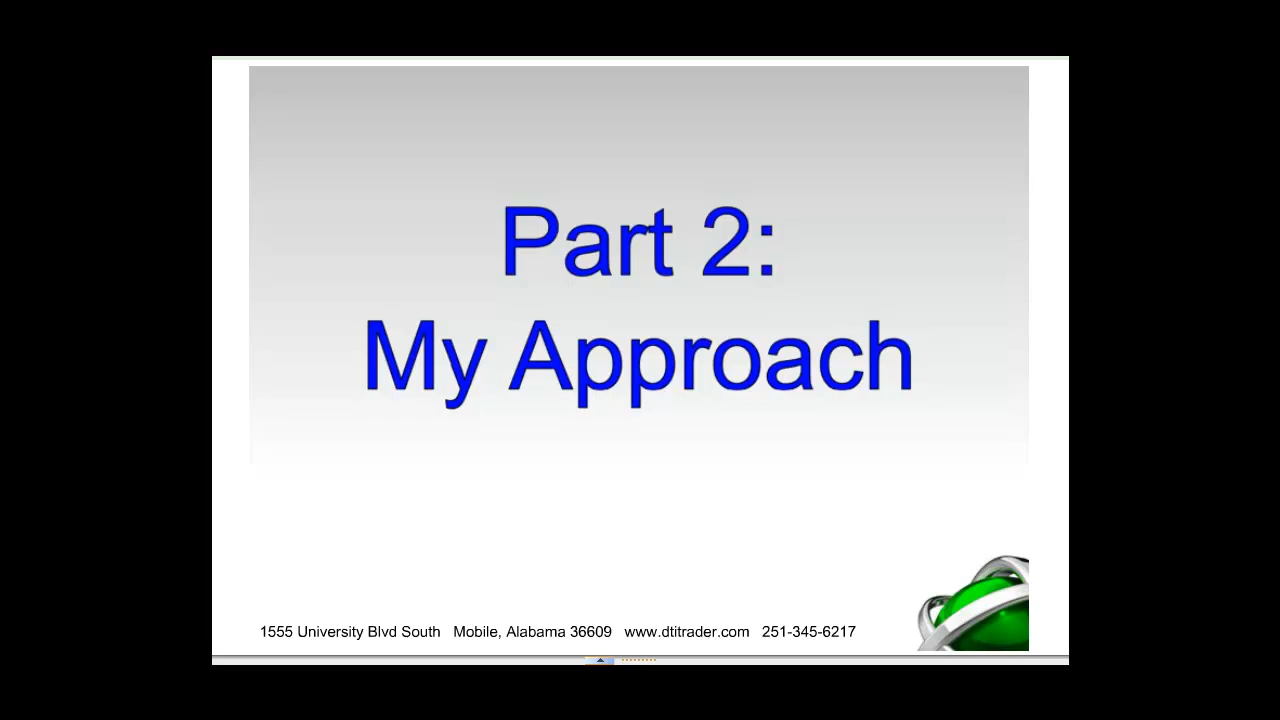 Part 2:
My Approach
1555 University Blvd South   Mobile, Alabama 36609   www.dtitrader.com   251-345-6217